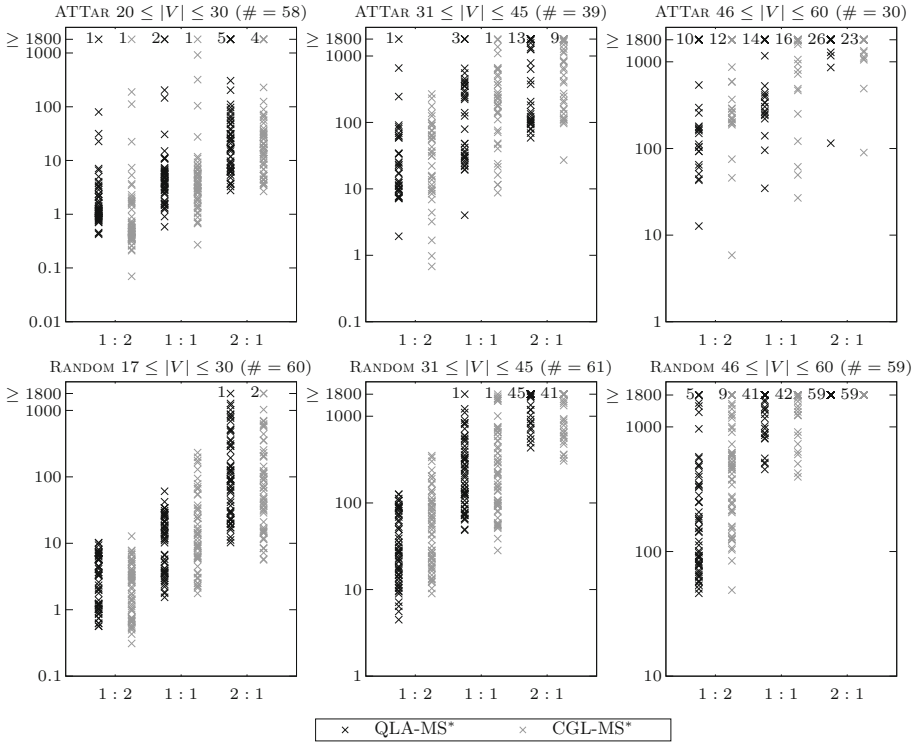 ATTAR 20 ≤ |V| ≤ 30 (# = 58)
≥ 1800
1 1 2 1 5 4
100
10
1
0.1
0.01
1 : 2 1 : 1 2 : 1
ATTAR 31 ≤ |V| ≤ 45 (# = 39)
≥ 1800
1 3 1 13 9
1000
100
10
1
0.1
1 : 2 1 : 1 2 : 1
ATTAR 46 ≤ |V| ≤ 60 (# = 30)
≥ 1800
10 12 14 16 26 23
1000
100
10
1
1 : 2 1 : 1 2 : 1
RANDOM 17 ≤ |V| ≤ 30 (# = 60)
≥ 1800
1 2
1000
100
10
1
0.1
1 : 2 1 : 1 2 : 1
RANDOM 31 ≤ |V| ≤ 45 (# = 61)
≥ 1800
1 1 45 41
1000
100
10
1
1 : 2 1 : 1 2 : 1
RANDOM 46 ≤ |V| ≤ 60 (# = 59)
≥ 1800
5 9 41 42 59 59
1000
100
10
1 : 2 1 : 1 2 : 1
QLA-MS* CGL-MS*